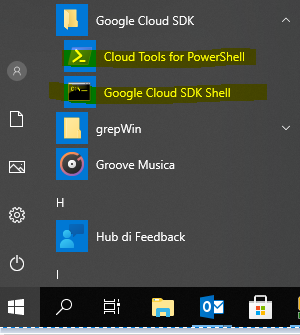 Google Cloud SDK
Cloud Tools for PowerShell
Google Cloud SDK Shell
grepWin
Groove Musica
H
Hub di Feedback
I